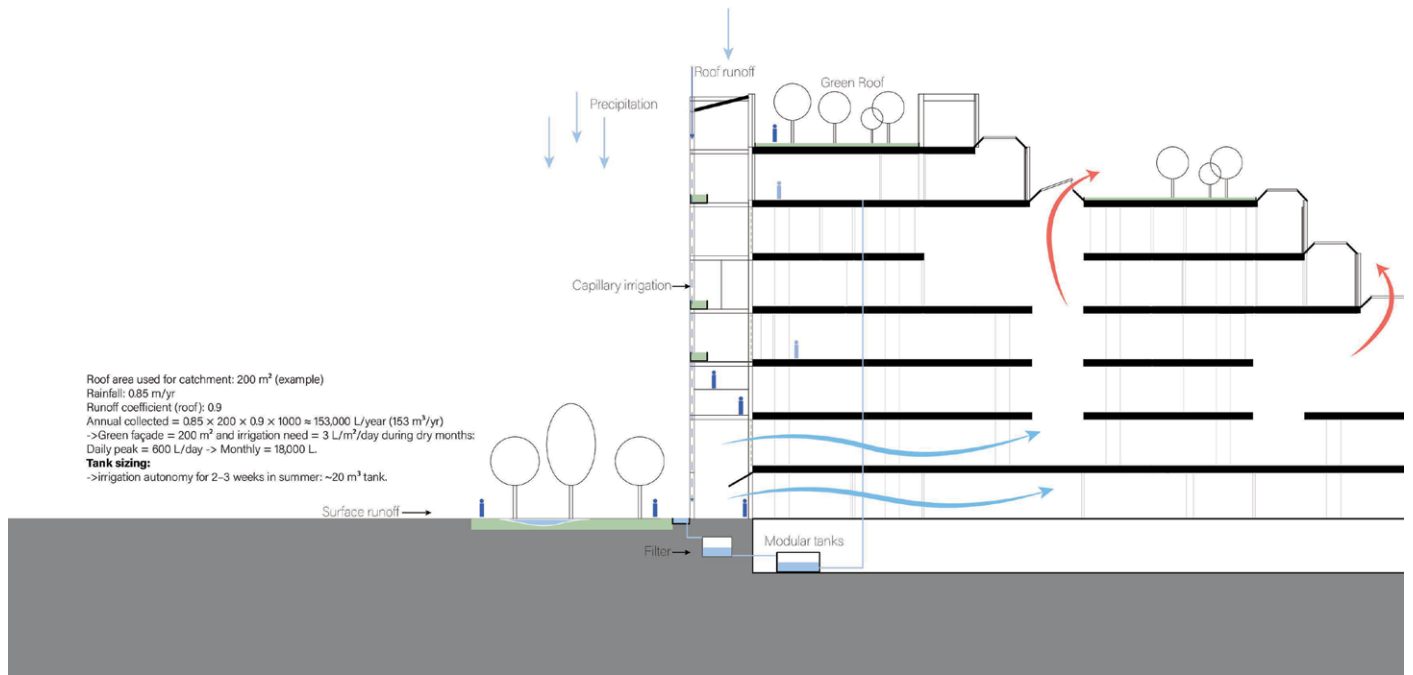 Roof runoff
Green Roof
Precipitation
Capillary irrigation
Roof area used for catchment: 200 m² (example)
Rainfall: 0.85 m/yr
Runoff coefficient (roof): 0.9
Annual collected = 0.85 × 200 × 0.9 × 1000 ≈ 153,000 L/year (153 m³/yr)
->Green façade = 200 m² and irrigation need = 3 L/m²/day during dry months:
Daily peak = 600 L/day -> Monthly = 18,000 L.
Tank sizing:
->irrigation autonomy for 2–3 weeks in summer: ~20 m³ tank.
Surface runoff
Filter
Modular tanks